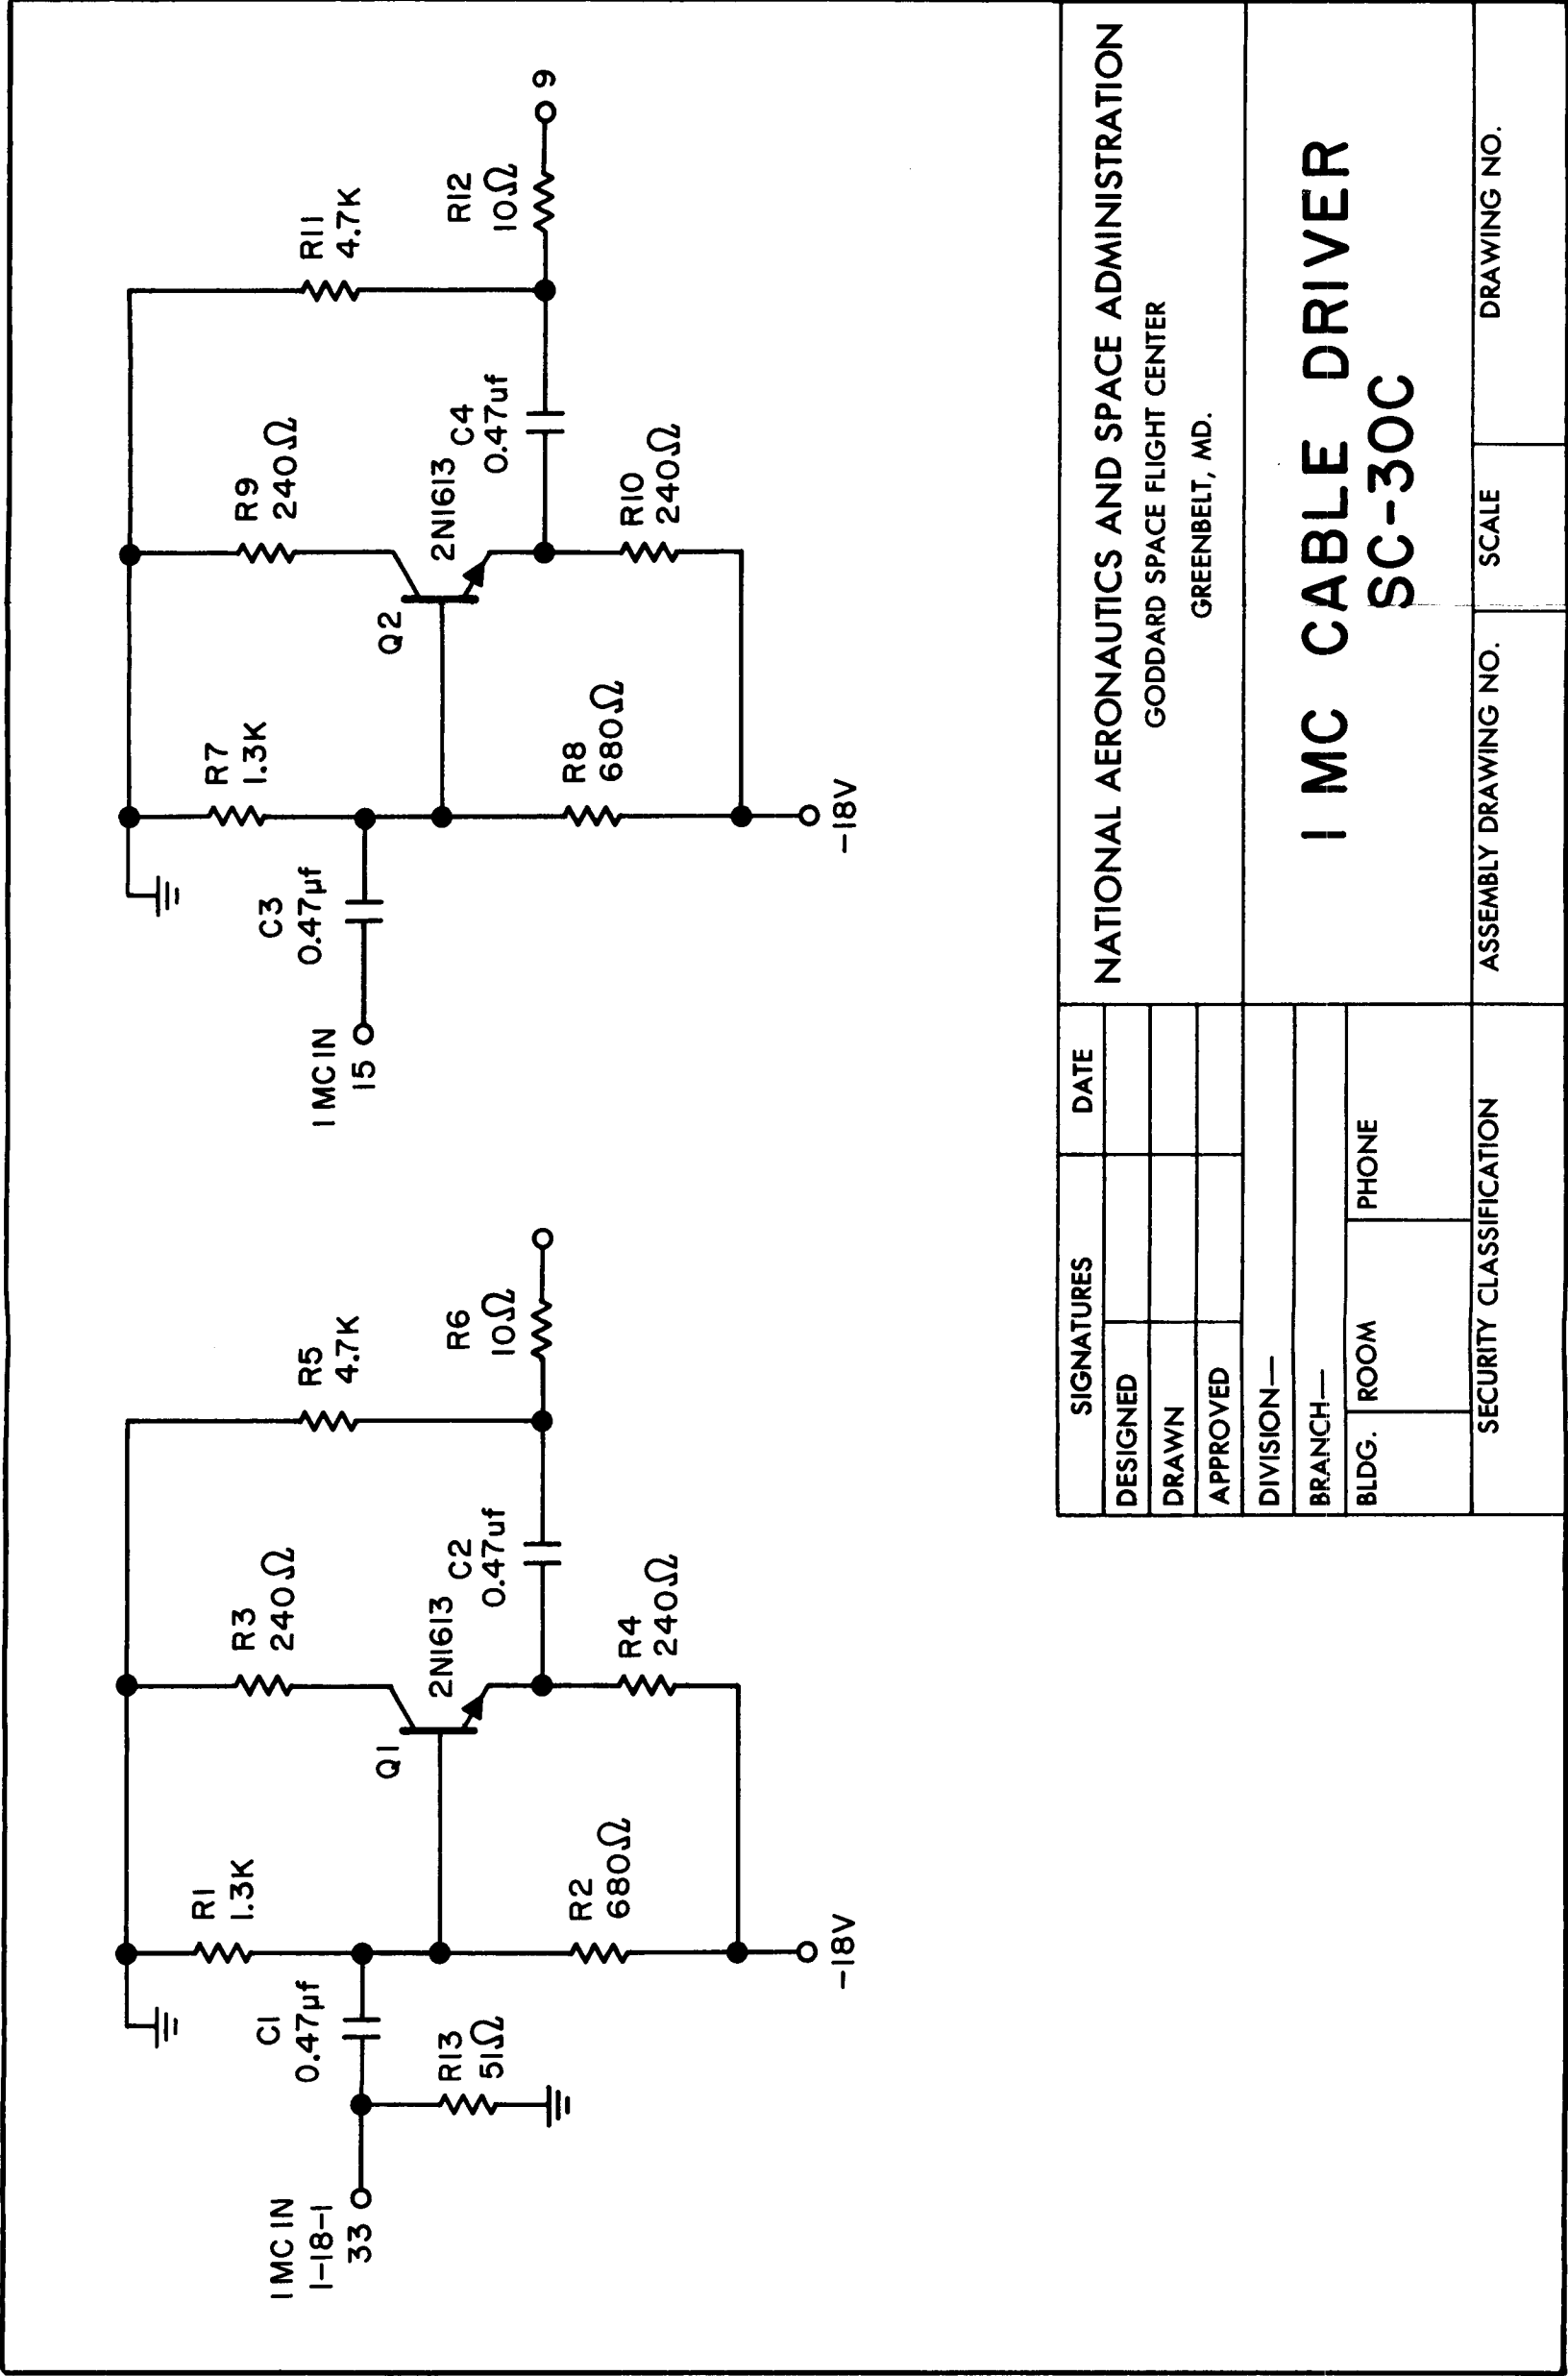 1 MC IN
1-18-1
33
C1
0.47µf
R13
51Ω
R1
1.3K
R2
680Ω
-18V
Q1
2N1613
R3
240Ω
R4
240Ω
C2
0.47uf
R5
4.7K
R6
10Ω
1 MC IN
15
C3
0.47µf
R7
1.3K
R8
680Ω
-18V
Q2
2N1613
R9
240Ω
R10
240Ω
C4
0.47uf
R11
4.7K
R12
10Ω
9
SIGNATURES DATE
DESIGNED
DRAWN
APPROVED
DIVISION—
BRANCH—
BLDG. ROOM PHONE
SECURITY CLASSIFICATION
NATIONAL AERONAUTICS AND SPACE ADMINISTRATION
GODDARD SPACE FLIGHT CENTER
GREENBELT, MD.
1 MC CABLE DRIVER
SC-30C
ASSEMBLY DRAWING NO. SCALE DRAWING NO.